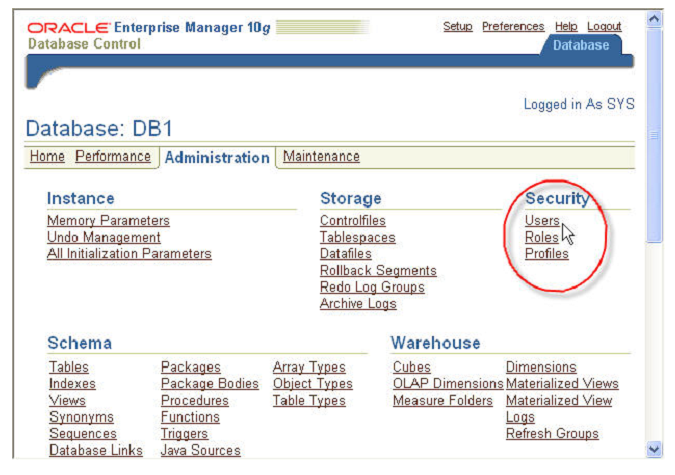 ORACLE Enterprise Manager 10g
Database Control
Setup Preferences Help Logout
Database
Logged in As SYS
Database: DB1
Home Performance Administration Maintenance
Instance
Memory Parameters
Undo Management
All Initialization Parameters
Storage
Controlfiles
Tablespaces
Datafiles
Rollback Segments
Redo Log Groups
Archive Logs
Security
Users
Roles
Profiles
Schema
Tables
Indexes
Views
Synonyms
Sequences
Database Links
Packages
Package Bodies
Procedures
Functions
Triggers
Java Sources
Array Types
Object Types
Table Types
Warehouse
Cubes
OLAP Dimensions
Measure Folders
Dimensions
Materialized Views
Materialized View
Logs
Refresh Groups